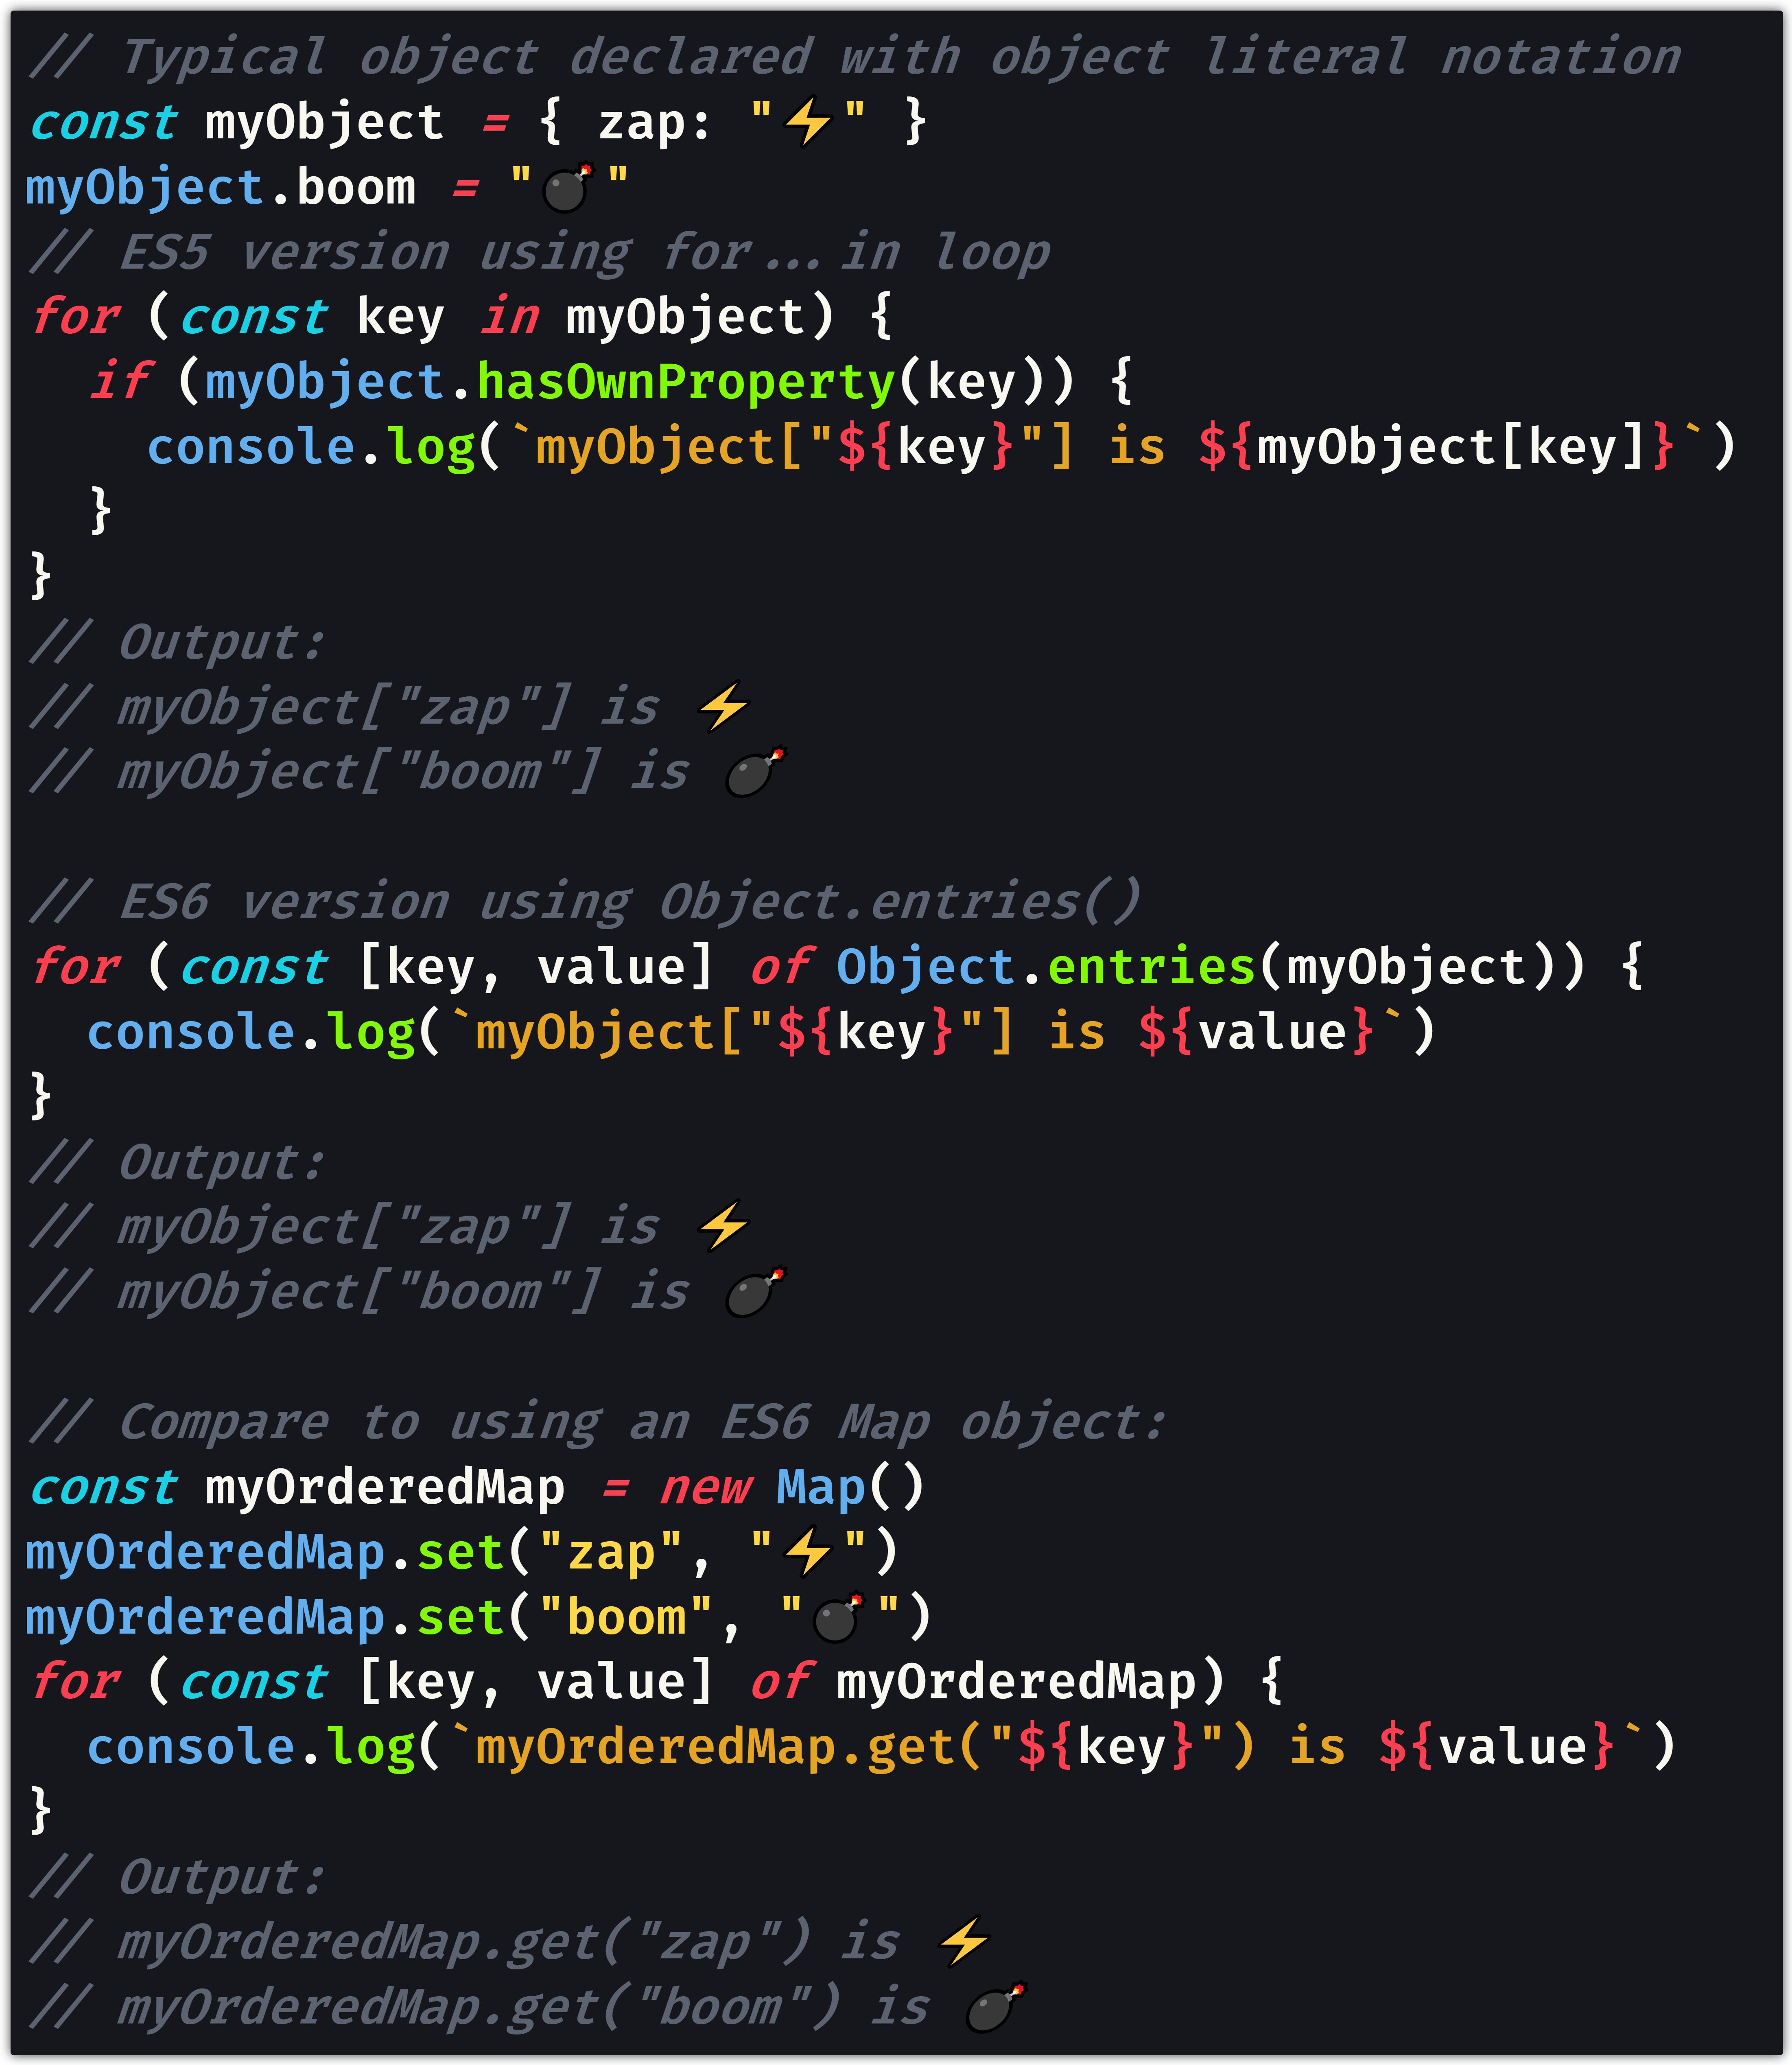 // Typical object declared with object literal notation
const myObject = { zap: "⚡" }
myObject.boom = "💣"
// ES5 version using for...in loop
for (const key in myObject) {
  if (myObject.hasOwnProperty(key)) {
    console.log(`myObject["${key}"] is ${myObject[key]}`)
  }
}
// Output:
// myObject["zap"] is ⚡
// myObject["boom"] is 💣

// ES6 version using Object.entries()
for (const [key, value] of Object.entries(myObject)) {
  console.log(`myObject["${key}"] is ${value}`)
}
// Output:
// myObject["zap"] is ⚡
// myObject["boom"] is 💣

// Compare to using an ES6 Map object:
const myOrderedMap = new Map()
myOrderedMap.set("zap", "⚡")
myOrderedMap.set("boom", "💣")
for (const [key, value] of myOrderedMap) {
  console.log(`myOrderedMap.get("${key}") is ${value}`)
}
// Output:
// myOrderedMap.get("zap") is ⚡
// myOrderedMap.get("boom") is 💣